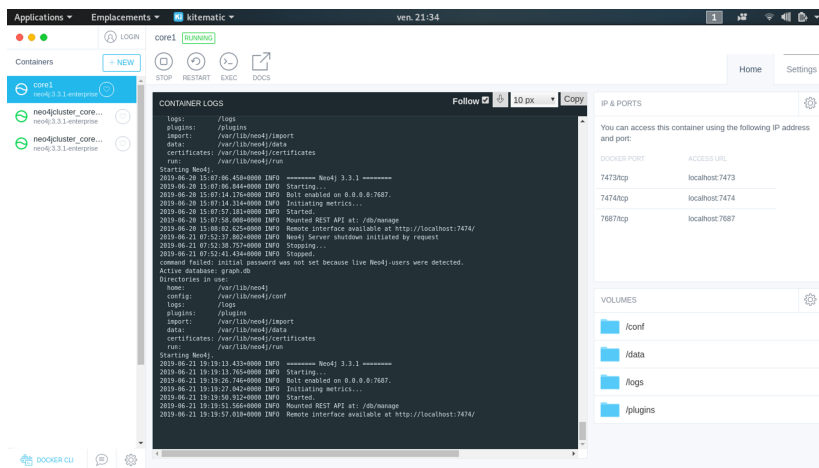 Applications Emplacements kitematic ven. 21:34 1
LOGIN
Containers + NEW
core1
neo4j:3.3.1-enterprise
neo4jcluster_core...
neo4j:3.3.1-enterprise
neo4jcluster_core...
neo4j:3.3.1-enterprise
DOCKER CLI
core1 RUNNING
STOP RESTART EXEC DOCS
Home Settings
CONTAINER LOGS Follow 10 px Copy
logs: /logs
plugins: /plugins
import: /var/lib/neo4j/import
data: /var/lib/neo4j/data
certificates: /var/lib/neo4j/certificates
run: /var/lib/neo4j/run
Starting Neo4j.
2019-06-20 15:07:06.450+0000 INFO ======== Neo4j 3.3.1 ========
2019-06-20 15:07:06.844+0000 INFO Starting...
2019-06-20 15:07:14.176+0000 INFO Bolt enabled on 0.0.0.0:7687.
2019-06-20 15:07:14.314+0000 INFO Initiating metrics...
2019-06-20 15:07:57.181+0000 INFO Started.
2019-06-20 15:07:58.008+0000 INFO Mounted REST API at: /db/manage
2019-06-20 15:08:02.625+0000 INFO Remote interface available at http://localhost:7474/
2019-06-21 07:52:37.802+0000 INFO Neo4j Server shutdown initiated by request
2019-06-21 07:52:38.757+0000 INFO Stopping...
2019-06-21 07:52:41.434+0000 INFO Stopped.
command failed: initial password was not set because live Neo4j-users were detected.
Active database: graph.db
Directories in use:
home: /var/lib/neo4j
config: /var/lib/neo4j/conf
logs: /logs
plugins: /plugins
import: /var/lib/neo4j/import
data: /var/lib/neo4j/data
certificates: /var/lib/neo4j/certificates
run: /var/lib/neo4j/run
Starting Neo4j.
2019-06-21 19:19:13.433+0000 INFO ======== Neo4j 3.3.1 ========
2019-06-21 19:19:13.765+0000 INFO Starting...
2019-06-21 19:19:26.746+0000 INFO Bolt enabled on 0.0.0.0:7687.
2019-06-21 19:19:27.042+0000 INFO Initiating metrics...
2019-06-21 19:19:50.912+0000 INFO Started.
2019-06-21 19:19:51.566+0000 INFO Mounted REST API at: /db/manage
2019-06-21 19:19:57.010+0000 INFO Remote interface available at http://localhost:7474/
IP & PORTS
You can access this container using the following IP address
and port:
DOCKER PORT ACCESS URL
7473/tcp localhost:7473
7474/tcp localhost:7474
7687/tcp localhost:7687
VOLUMES
/conf
/data
/logs
/plugins